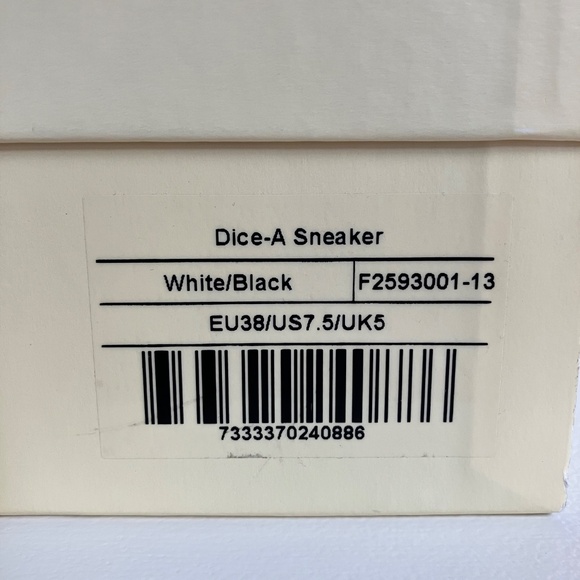 Dice-A Sneaker
White/Black F2593001-13
EU38/US7.5/UK5
7333370240886